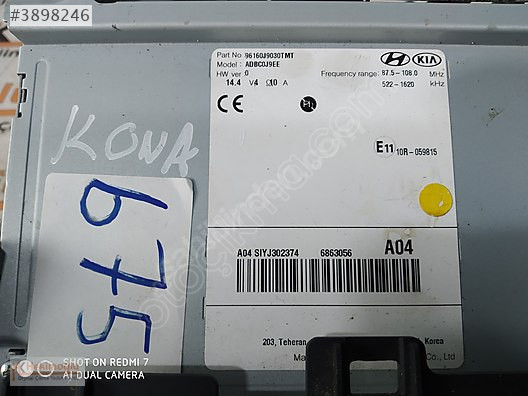 #3898246
Part No 96160J9030TMT
Model : ADBC0J9EE
HW ver. 0
14.4 V4 10 A
HYUNDAI KIA
Frequency range: 87.5 - 108.0 MHz
522 - 1620 kHz
CE
E11 10R - 059815
KONA
675
A04 SIYJ302374 6863056 A04
203, Teheran Korea
Co., Ltd
SHOT ON REDMI 7
AI DUAL CAMERA